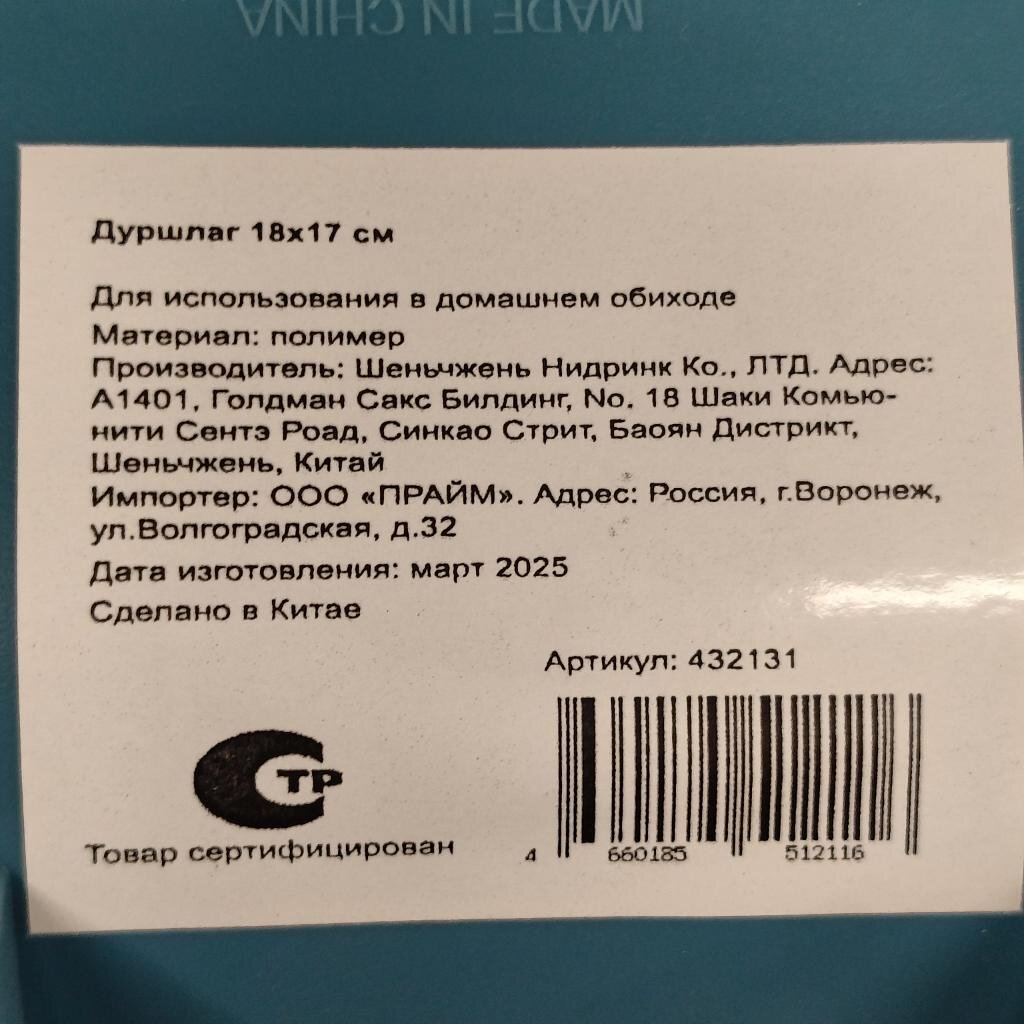 MADE IN CHINA
Дуршлаг 18х17 см
Для использования в домашнем обиходе
Материал: полимер
Производитель: Шеньчжень Нидринк Ко., ЛТД. Адрес:
А1401, Голдман Сакс Билдинг, No. 18 Шаки Комью-
нити Сентэ Роад, Синкао Стрит, Баоян Дистрикт,
Шеньчжень, Китай
Импортер: ООО «ПРАЙМ». Адрес: Россия, г.Воронеж,
ул.Волгоградская, д.32
Дата изготовления: март 2025
Сделано в Китае
Артикул: 432131
СТР
Товар сертифицирован
4 660185 512116